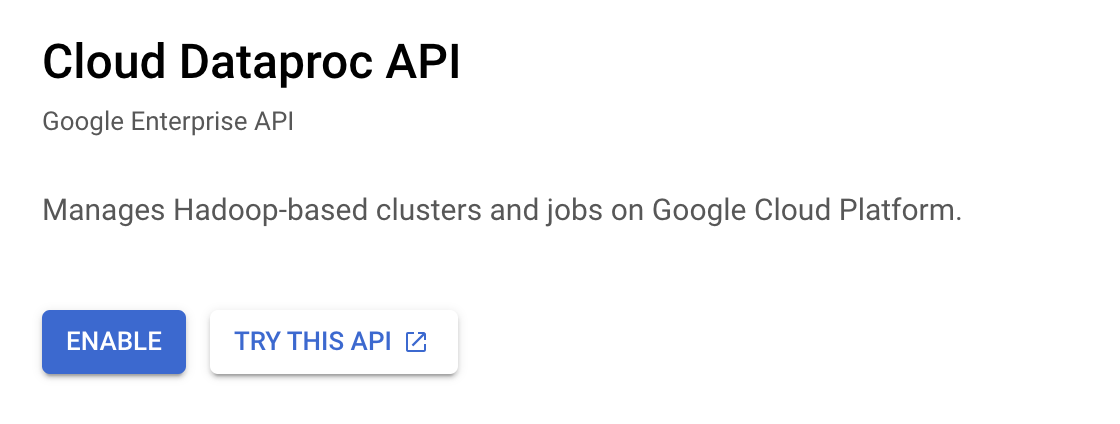 Cloud Dataproc API
Google Enterprise API
Manages Hadoop-based clusters and jobs on Google Cloud Platform.
ENABLE
TRY THIS API